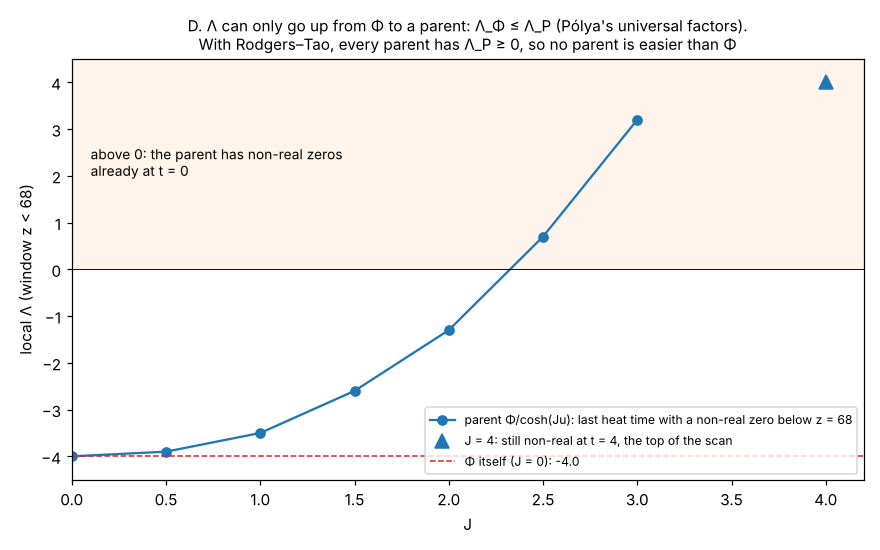 D. Λ can only go up from Φ to a parent: Λ_Φ ≤ Λ_P (Pólya's universal factors).
With Rodgers–Tao, every parent has Λ_P ≥ 0, so no parent is easier than Φ
local Λ (window z < 68)
4
3
2
1
0
−1
−2
−3
−4
above 0: the parent has non-real zeros
already at t = 0
parent Φ/cosh(Ju): last heat time with a non-real zero below z = 68
J = 4: still non-real at t = 4, the top of the scan
Φ itself (J = 0): -4.0
0.0 0.5 1.0 1.5 2.0 2.5 3.0 3.5 4.0
J